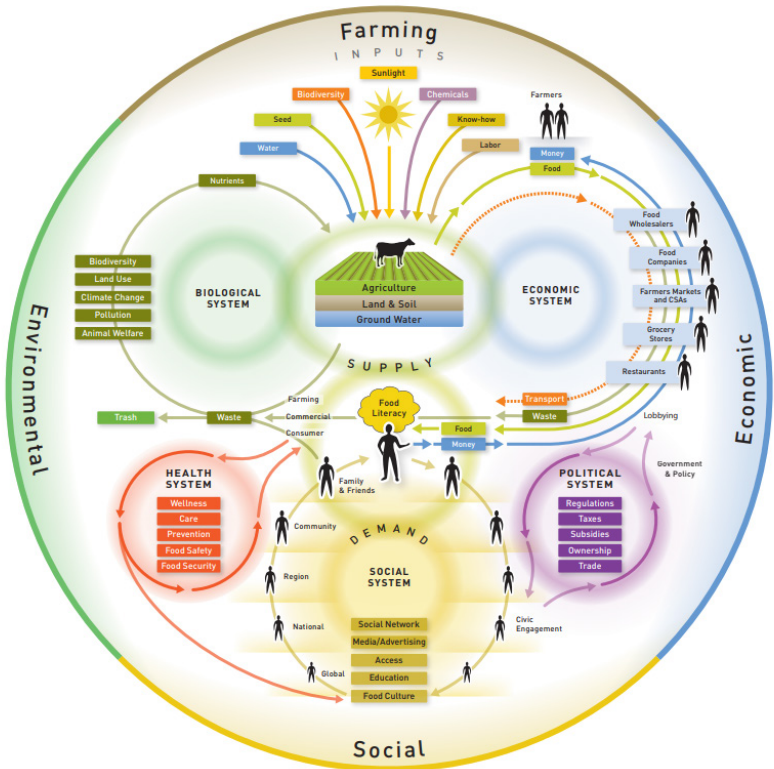 Farming
INPUTS
Sunlight
Biodiversity
Chemicals
Farmers
Seed
Know-how
Water
Labor
Money
Food
Nutrients
Food
Wholesalers
Food
Companies
Farmers Markets
and CSAs
Grocery
Stores
Restaurants
Biodiversity
Land Use
Climate Change
Pollution
Animal Welfare
BIOLOGICAL
SYSTEM
Agriculture
Land & Soil
Ground Water
ECONOMIC
SYSTEM
Environmental
Economic
SUPPLY
Farming
Commercial
Consumer
Food
Literacy
Transport
Waste
Trash
Waste
Food
Money
Lobbying
Government
& Policy
HEALTH
SYSTEM
Wellness
Care
Prevention
Food Safety
Food Security
Family
& Friends
Community
Region
National
Global
DEMAND
SOCIAL
SYSTEM
Social Network
Media/Advertising
Access
Education
Food Culture
POLITICAL
SYSTEM
Regulations
Taxes
Subsidies
Ownership
Trade
Civic
Engagement
Social